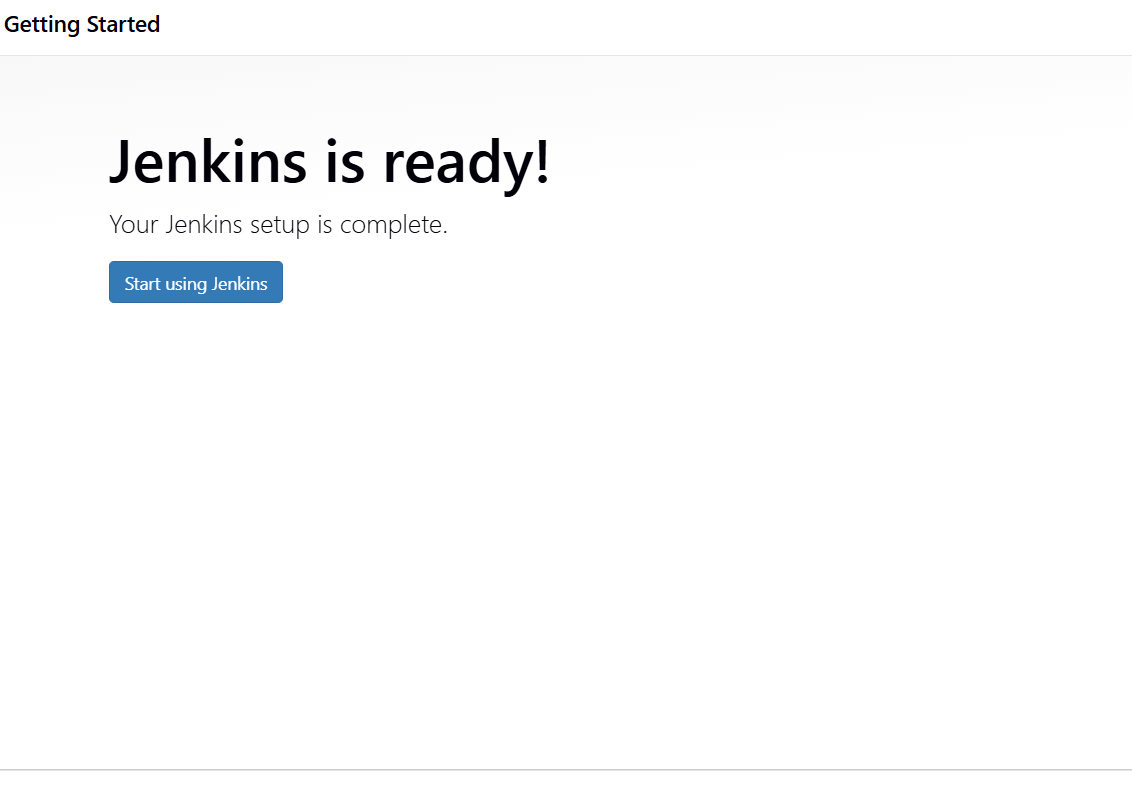 Getting Started
Jenkins is ready!
Your Jenkins setup is complete.
Start using Jenkins